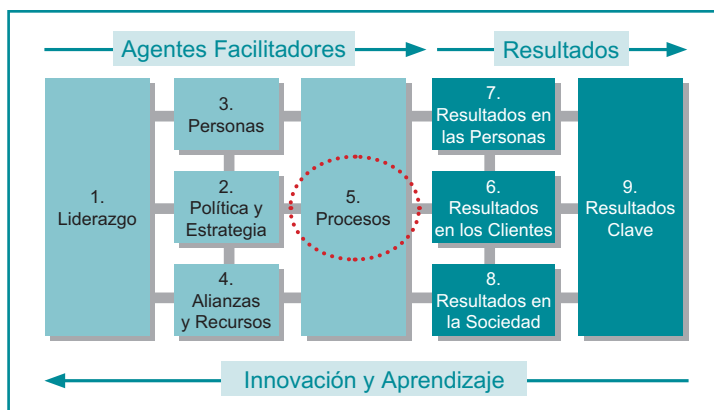 Agentes Facilitadores
Resultados
1.
Liderazgo
3.
Personas
2.
Política y
Estrategia
4.
Alianzas
y Recursos
5.
Procesos
7.
Resultados en
las Personas
6.
Resultados
en los Clientes
8.
Resultados en
la Sociedad
9.
Resultados
Clave
Innovación y Aprendizaje